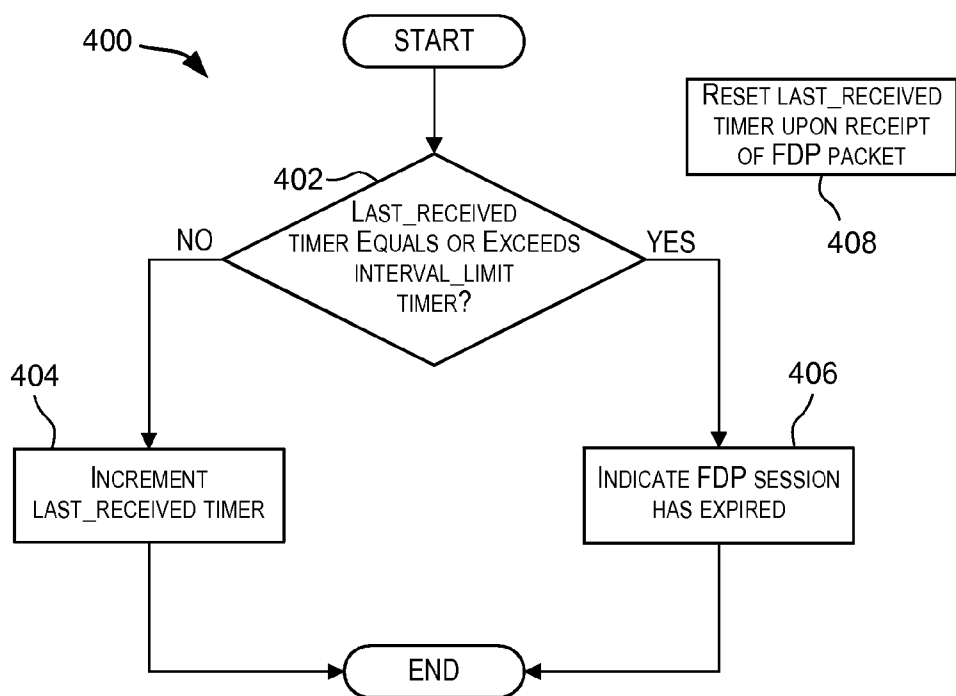 400
START
RESET LAST_RECEIVED
TIMER UPON RECEIPT
OF FDP PACKET
408
402
LAST_RECEIVED
TIMER EQUALS OR EXCEEDS
INTERVAL_LIMIT
TIMER?
NO
YES
404
INCREMENT
LAST_RECEIVED TIMER
406
INDICATE FDP SESSION
HAS EXPIRED
END